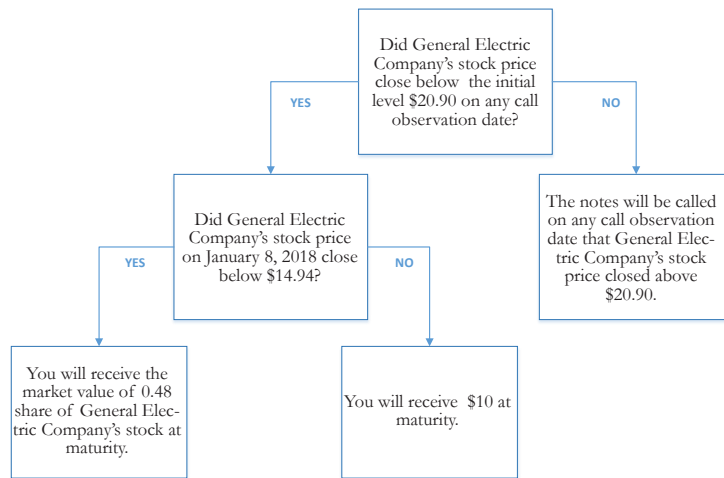 Did General Electric
Company's stock price
close below the initial
level $20.90 on any call
observation date?
YES
NO
Did General Electric
Company's stock price
on January 8, 2018 close
below $14.94?
The notes will be called
on any call observation
date that General Elec-
tric Company's stock
price closed above
$20.90.
YES
NO
You will receive the
market value of 0.48
share of General Elec-
tric Company's stock at
maturity.
You will receive $10 at
maturity.